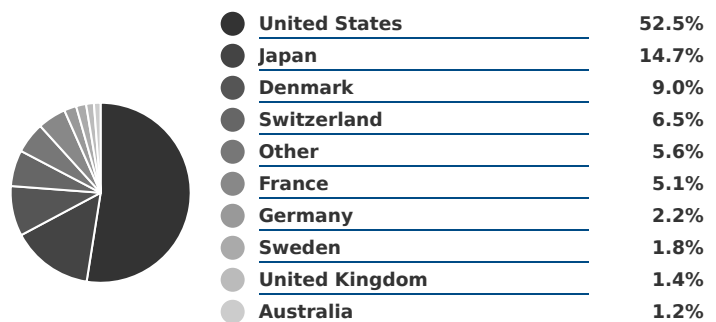 United States 52.5%
Japan 14.7%
Denmark 9.0%
Switzerland 6.5%
Other 5.6%
France 5.1%
Germany 2.2%
Sweden 1.8%
United Kingdom 1.4%
Australia 1.2%